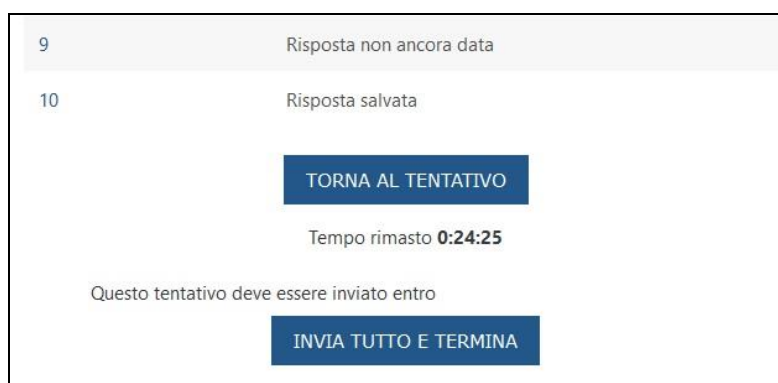 9 Risposta non ancora data
10 Risposta salvata
TORNA AL TENTATIVO
Tempo rimasto 0:24:25
Questo tentativo deve essere inviato entro
INVIA TUTTO E TERMINA